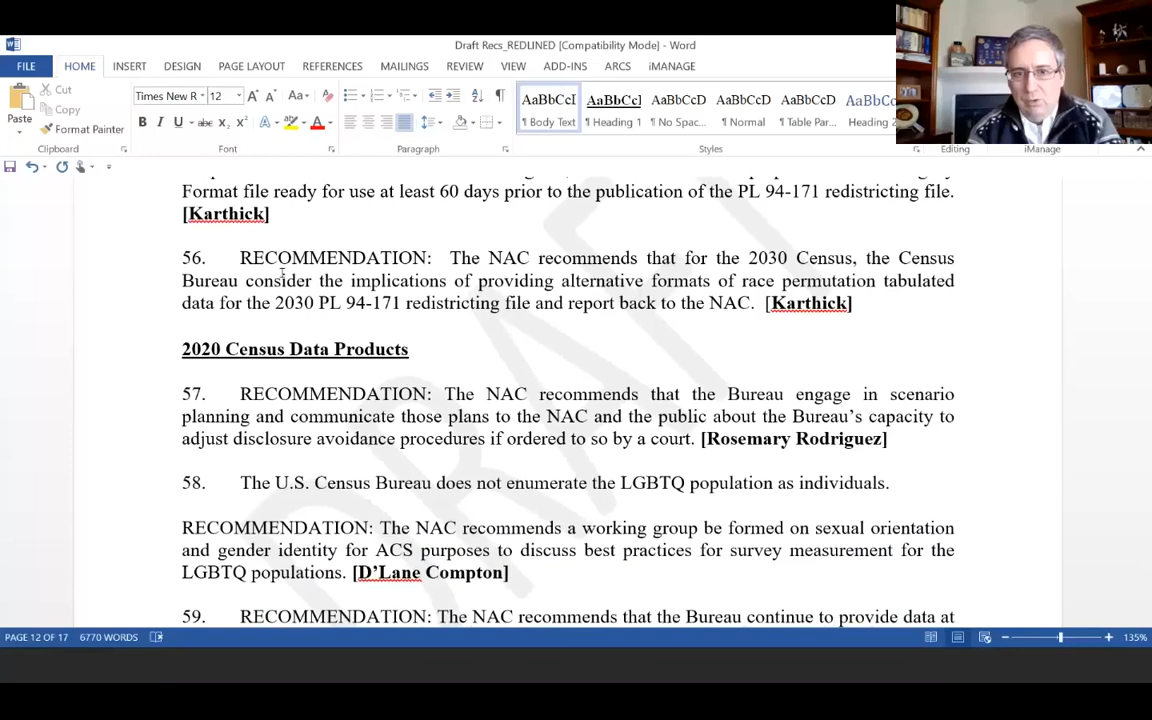 Draft Recs_REDLINED [Compatibility Mode] - Word
FILE HOME INSERT DESIGN PAGE LAYOUT REFERENCES MAILINGS REVIEW VIEW ADD-INS ARCS iMANAGE
Paste Cut Copy Format Painter
Times New R 12 Aa
B I U abc x₂ x² A A
AaBbCcI AaBbCcI AaBbCcD AaBbCcD AaBbCcD AaBbCcD
¶ Body Text ¶ Heading 1 ¶ No Spac... ¶ Normal ¶ Table Par... Heading 2
Clipboard Font Paragraph Styles Editing iManage
Format file ready for use at least 60 days prior to the publication of the PL 94-171 redistricting file.
[Karthick]
56. RECOMMENDATION: The NAC recommends that for the 2030 Census, the Census
Bureau consider the implications of providing alternative formats of race permutation tabulated
data for the 2030 PL 94-171 redistricting file and report back to the NAC. [Karthick]
2020 Census Data Products
57. RECOMMENDATION: The NAC recommends that the Bureau engage in scenario
planning and communicate those plans to the NAC and the public about the Bureau's capacity to
adjust disclosure avoidance procedures if ordered to so by a court. [Rosemary Rodriguez]
58. The U.S. Census Bureau does not enumerate the LGBTQ population as individuals.
RECOMMENDATION: The NAC recommends a working group be formed on sexual orientation
and gender identity for ACS purposes to discuss best practices for survey measurement for the
LGBTQ populations. [D'Lane Compton]
59. RECOMMENDATION: The NAC recommends that the Bureau continue to provide data at
DRAFT
PAGE 12 OF 17 6770 WORDS 135%